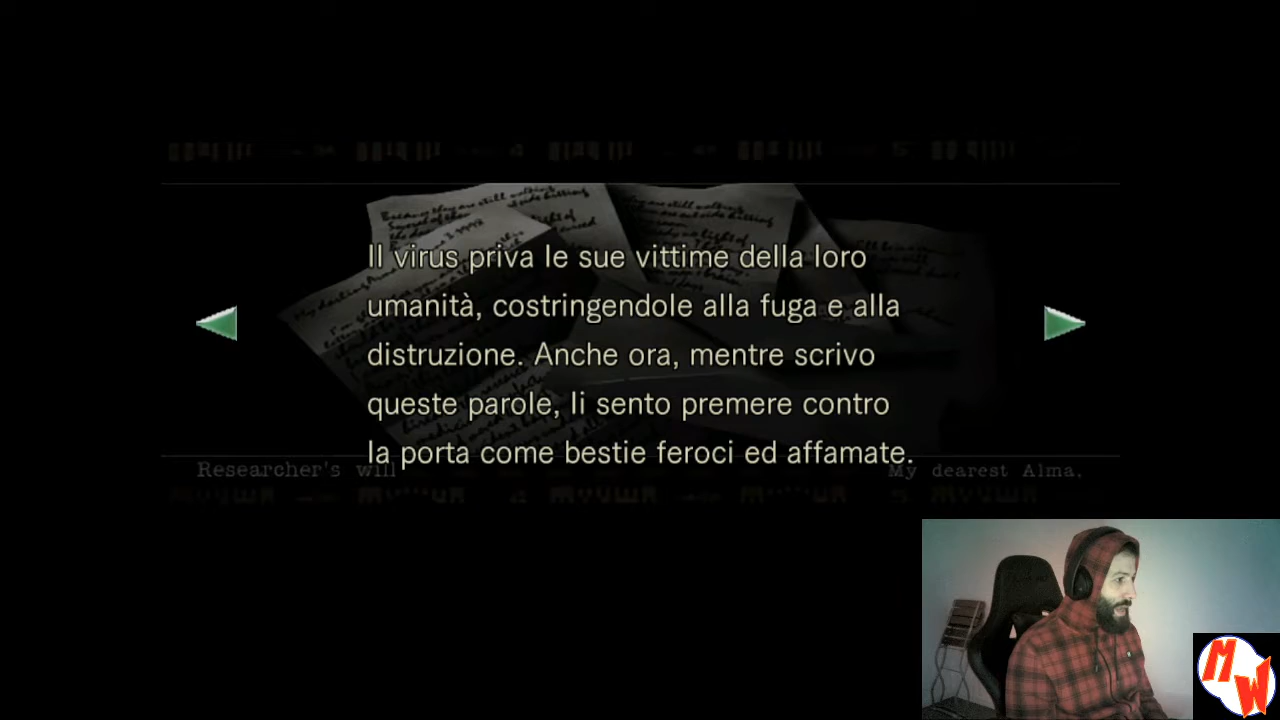 Il virus priva le sue vittime della loro
umanità, costringendole alla fuga e alla
distruzione. Anche ora, mentre scrivo
queste parole, li sento premere contro
la porta come bestie feroci ed affamate.
Researcher's will
My dearest Alma,
MW